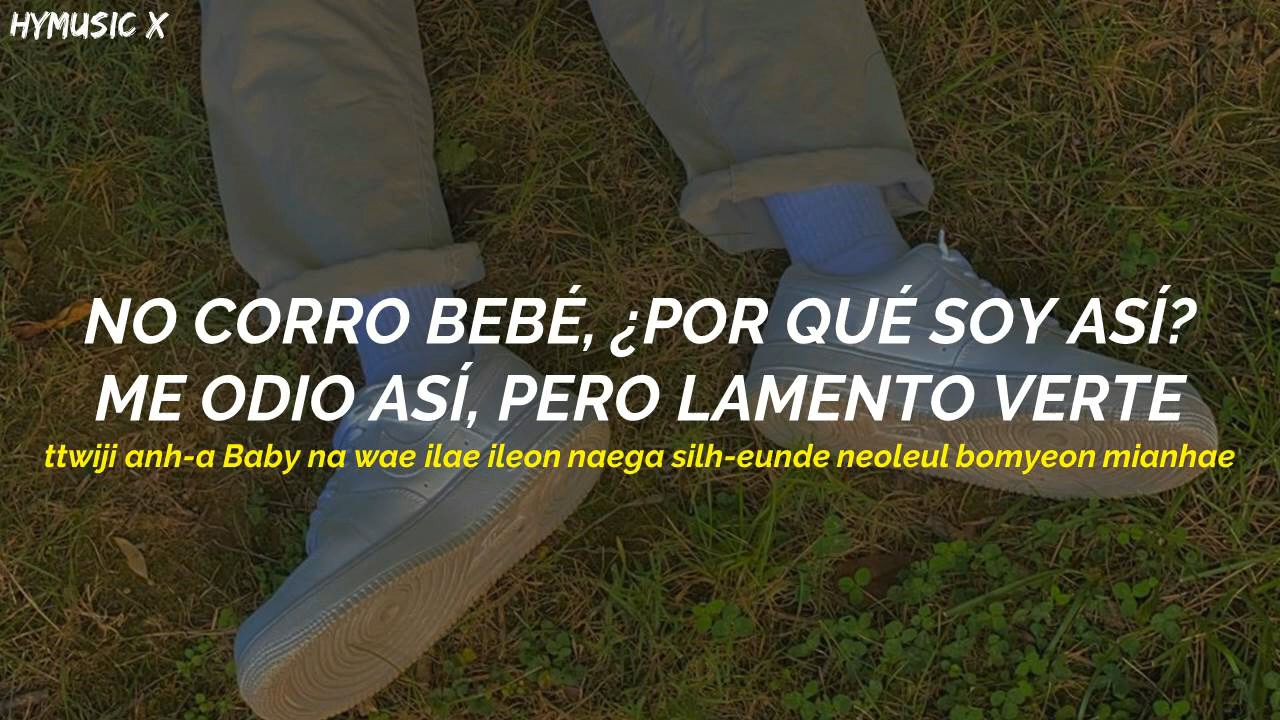 HYMUSIC X
NO CORRO BEBÉ, ¿POR QUÉ SOY ASÍ?
ME ODIO ASÍ, PERO LAMENTO VERTE
ttwiji anh-a Baby na wae ilae ileon naega silh-eunde neoleul bomyeon mianhae